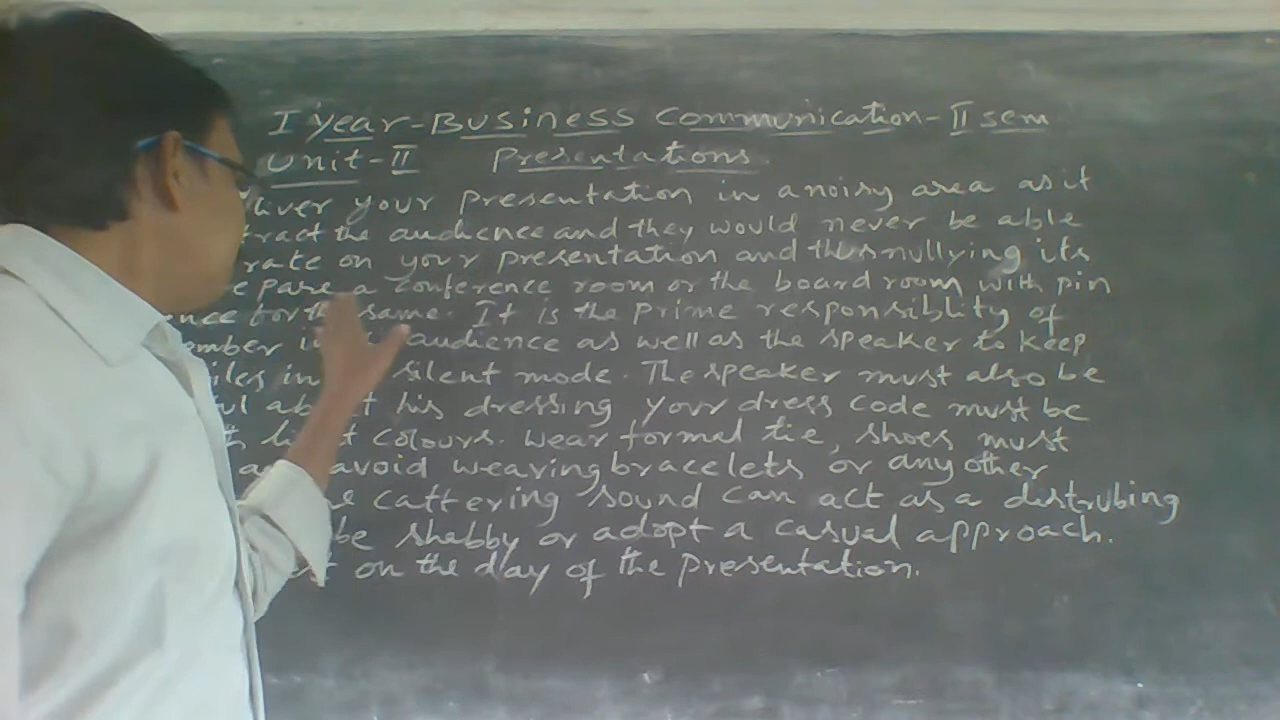 I year-Business Communication-II sem
Unit-II Presentations
your presentation in a noisy area as it
the audience and they would never be able
on your presentation and thus nullying its
a conference room or the board room with pin
for the same. It is the prime responsiblity of
audience as well as the speaker to keep
in silent mode. The speaker must also be
his dressing your dress code must be
colours. Wear formal tie, shoes must
avoid wearing bracelets or any other
cattering sound can act as a distrubing
be shabby or adopt a casual approach.
on the day of the presentation.